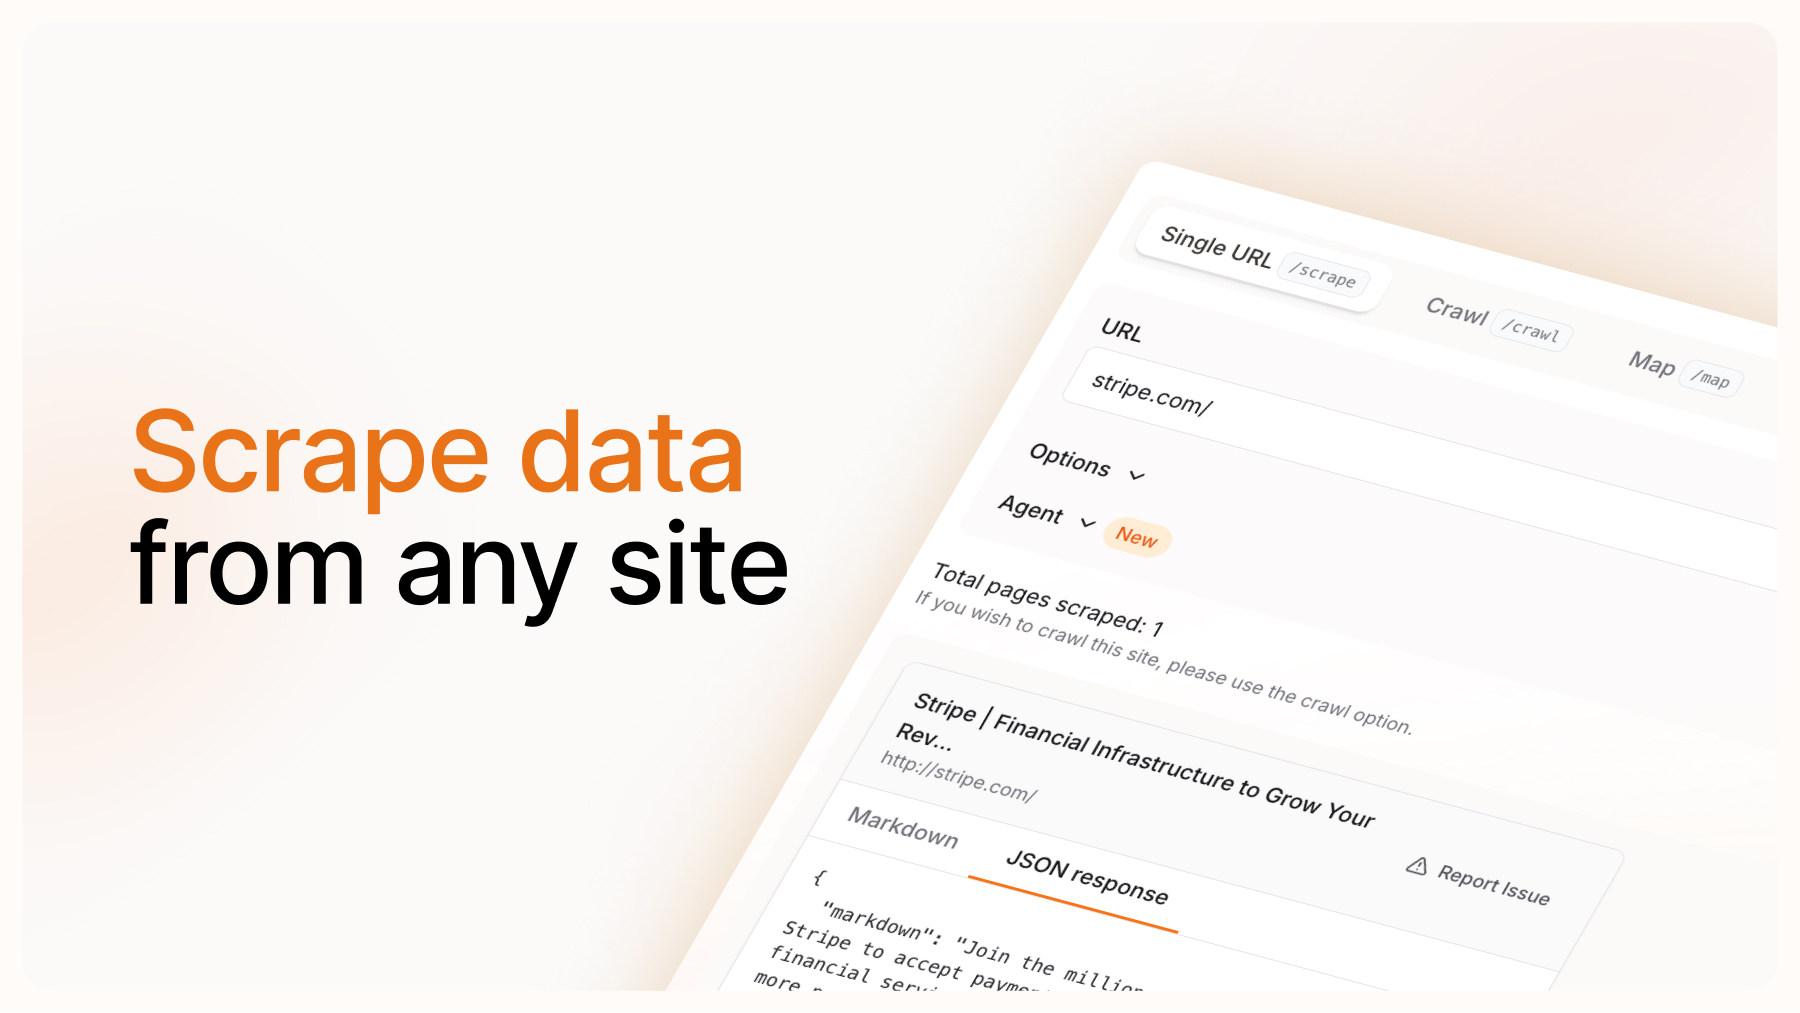 Scrape data
from any site
Single URL /scrape
Crawl /crawl
Map /map
URL
stripe.com/
Options
Agent New
Total pages scraped: 1
If you wish to crawl this site, please use the crawl option.
Stripe | Financial Infrastructure to Grow Your
Rev...
http://stripe.com/
Report Issue
Markdown
JSON response
{
"markdown": "Join the million
Stripe to accept
financial
more